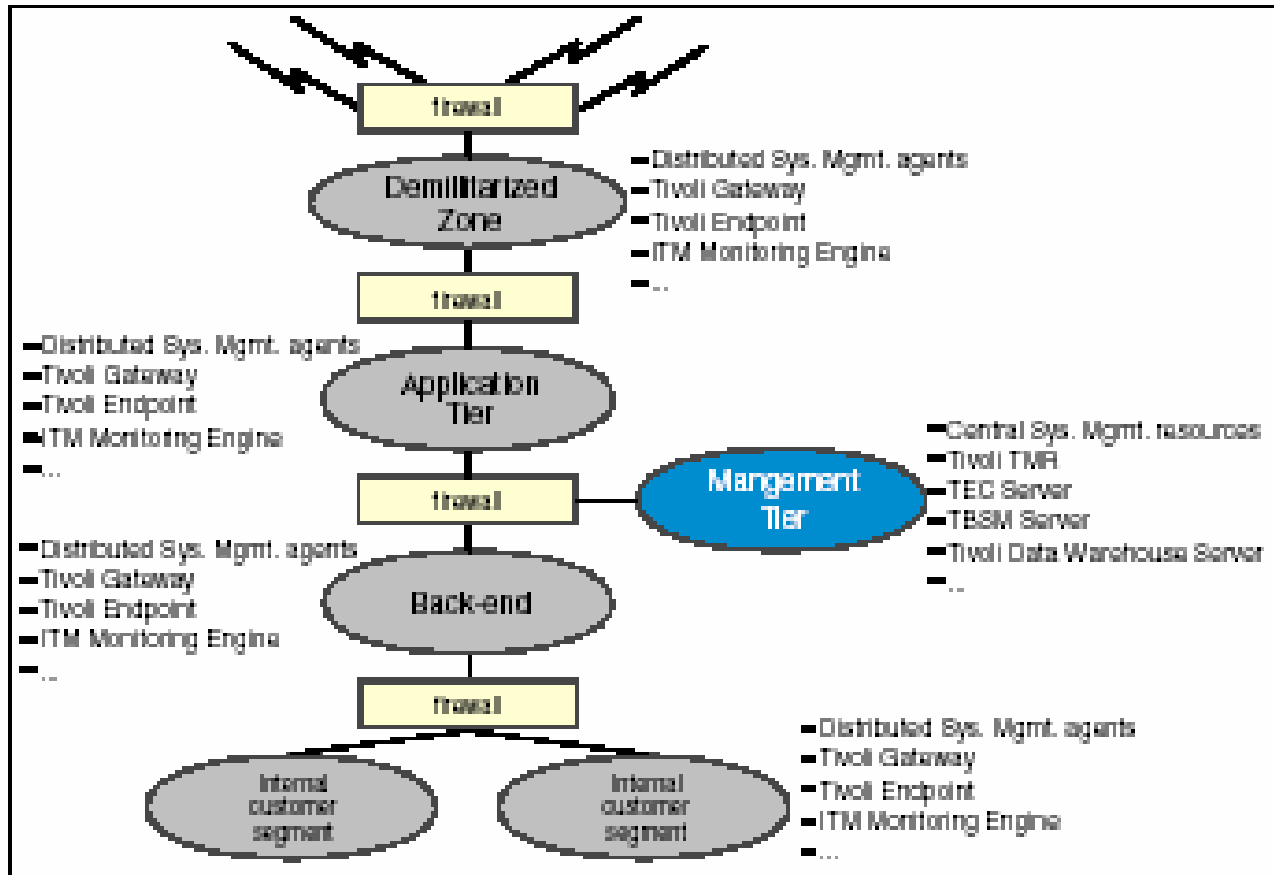 firewall
Demillitarized
Zone
-Distributed Sys. Mgmt. agents
-Tivoli Gateway
-Tivoli Endpoint
-ITM Monitoring Engine
-...
firewall
-Distributed Sys. Mgmt. agents
-Tivoli Gateway
-Tivoli Endpoint
-ITM Monitoring Engine
-...
Application
Tier
-Central Sys. Mgmt. resources
-Tivoli TMR
-TEC Server
-TBSM Server
-Tivoli Data Warehouse Server
-...
Mangement
Tier
firewall
-Distributed Sys. Mgmt. agents
-Tivoli Gateway
-Tivoli Endpoint
-ITM Monitoring Engine
-...
Back-end
firewall
Internal
customer
segment
Internal
customer
segment
-Distributed Sys. Mgmt. agents
-Tivoli Gateway
-Tivoli Endpoint
-ITM Monitoring Engine
-...